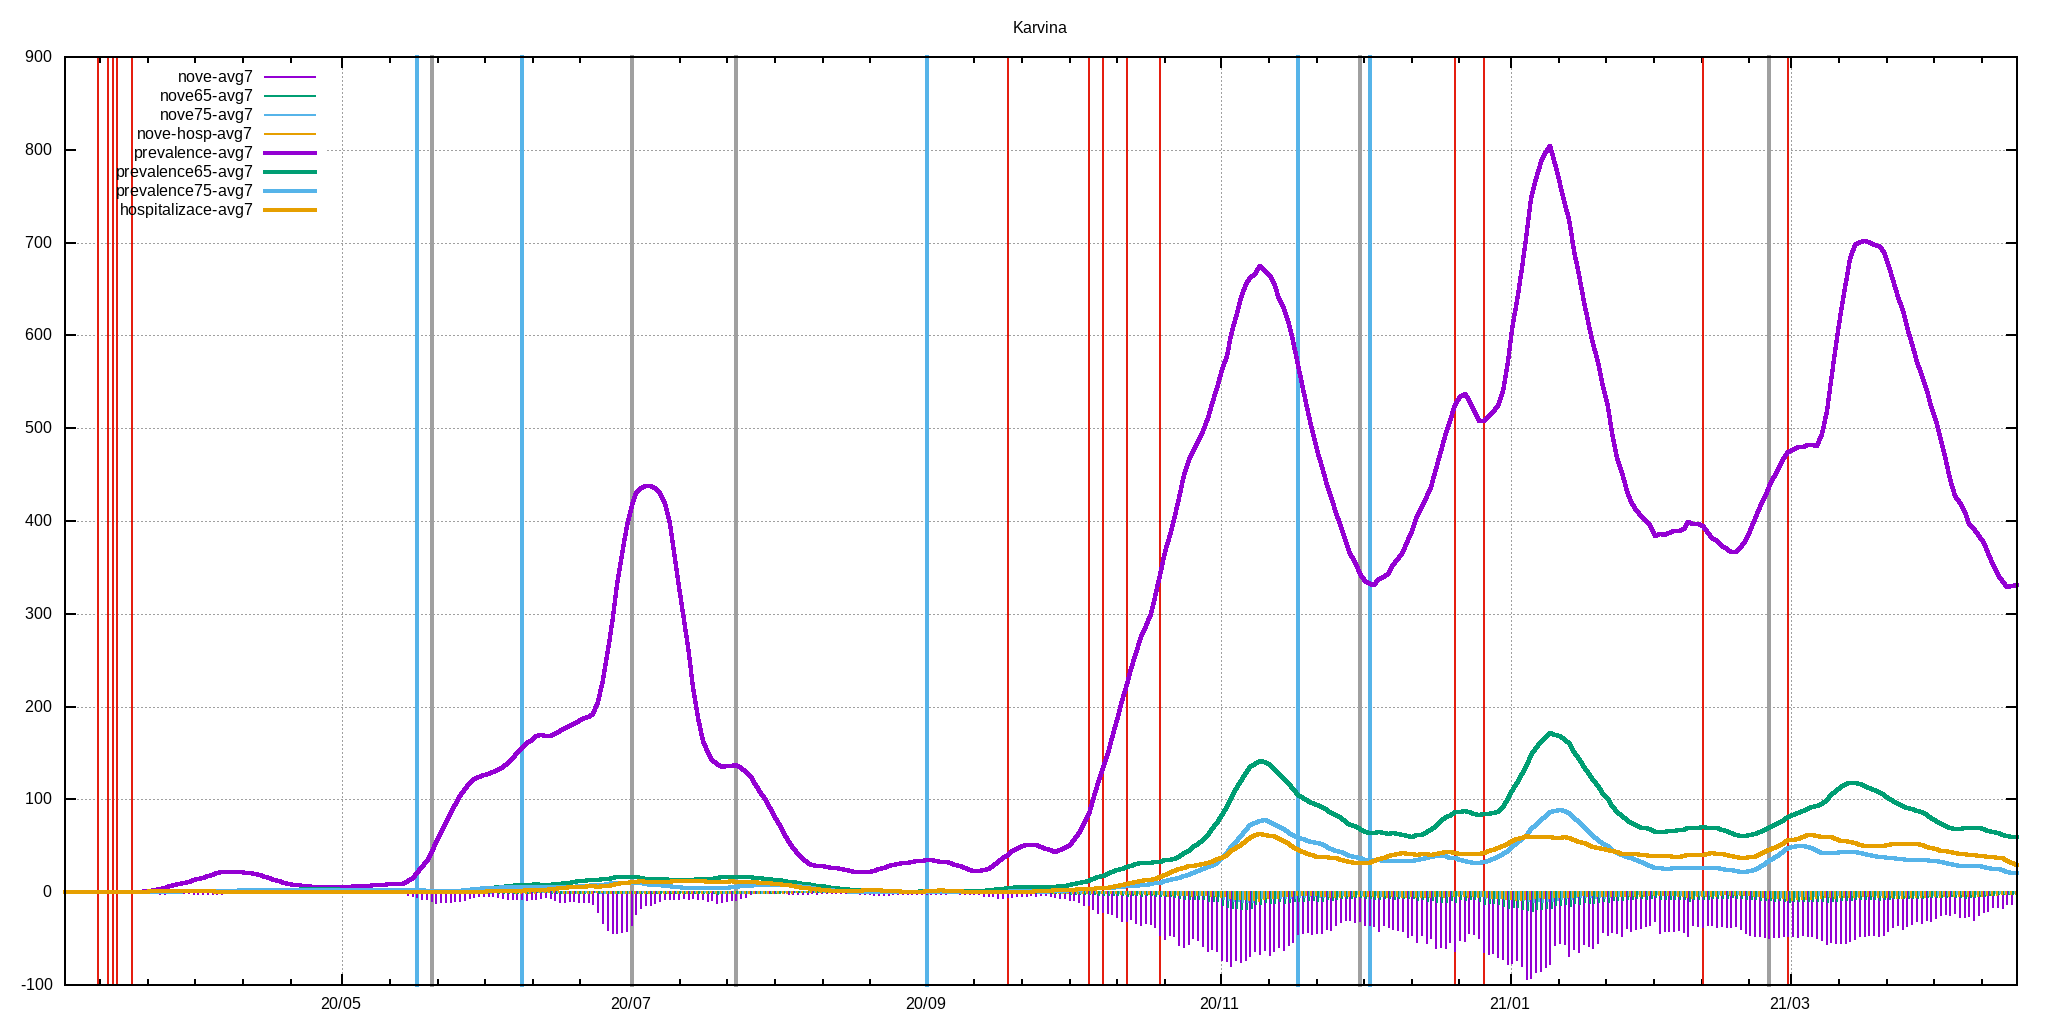 Karvina
900
800
700
600
500
400
300
200
100
0
-100
nove-avg7
nove65-avg7
nove75-avg7
nove-hosp-avg7
prevalence-avg7
prevalence65-avg7
prevalence75-avg7
hospitalizace-avg7
20/05 20/07 20/09 20/11 21/01 21/03